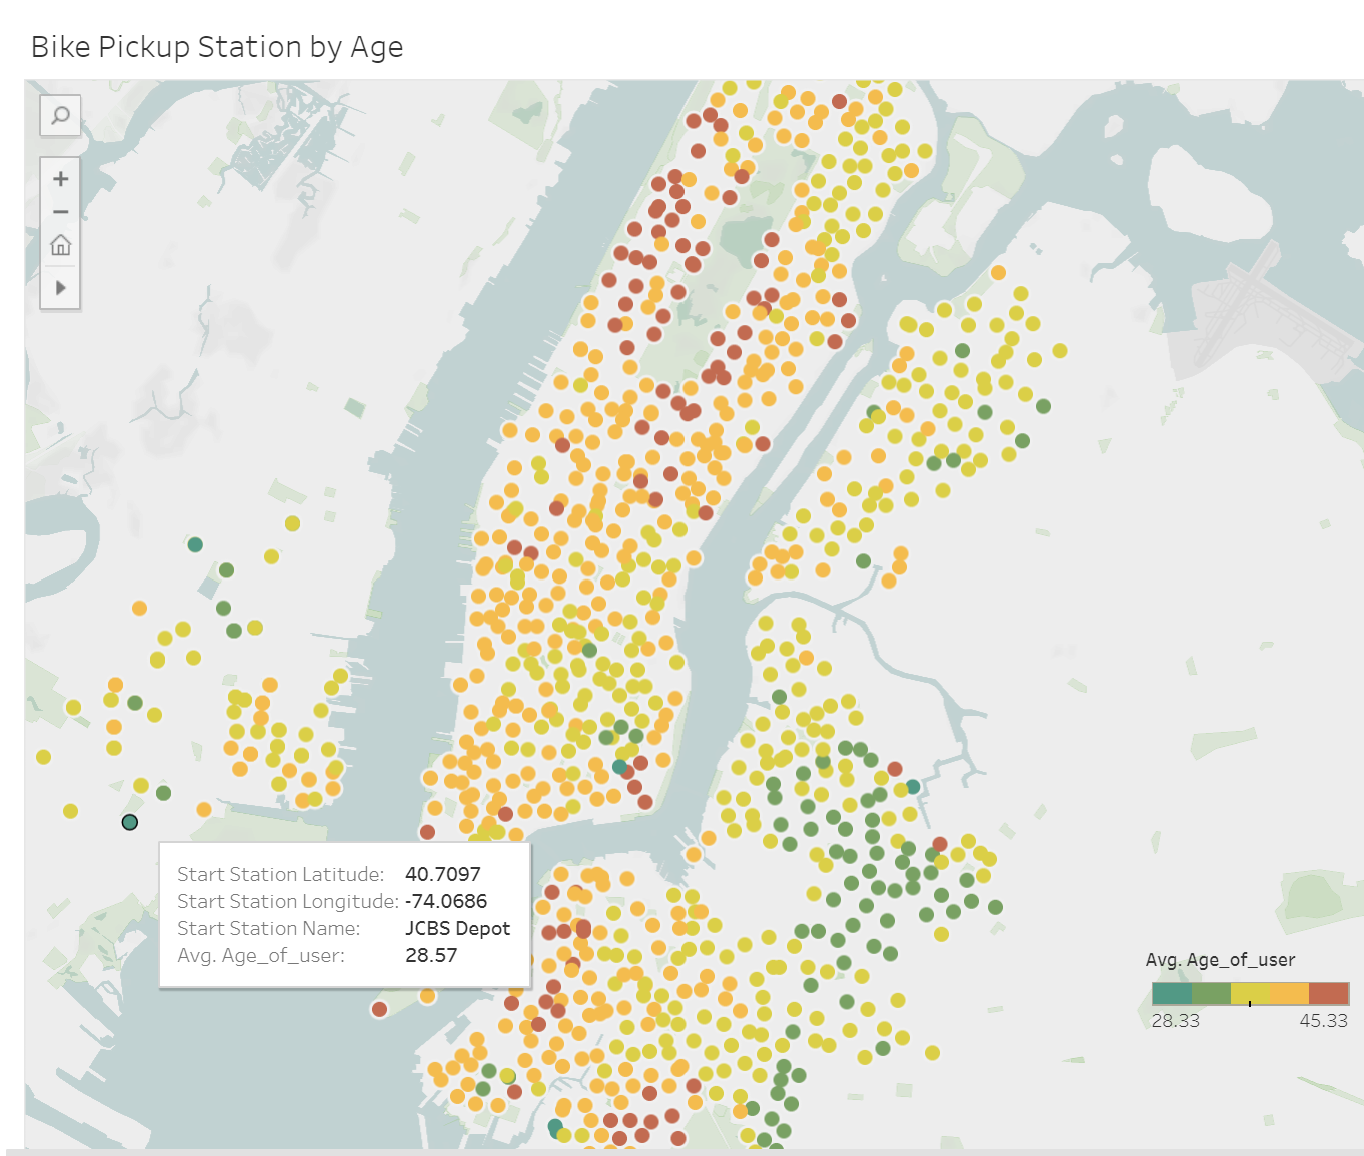 Bike Pickup Station by Age
Start Station Latitude: 40.7097
Start Station Longitude: -74.0686
Start Station Name: JCBS Depot
Avg. Age_of_user: 28.57
Avg. Age_of_user
28.33 45.33